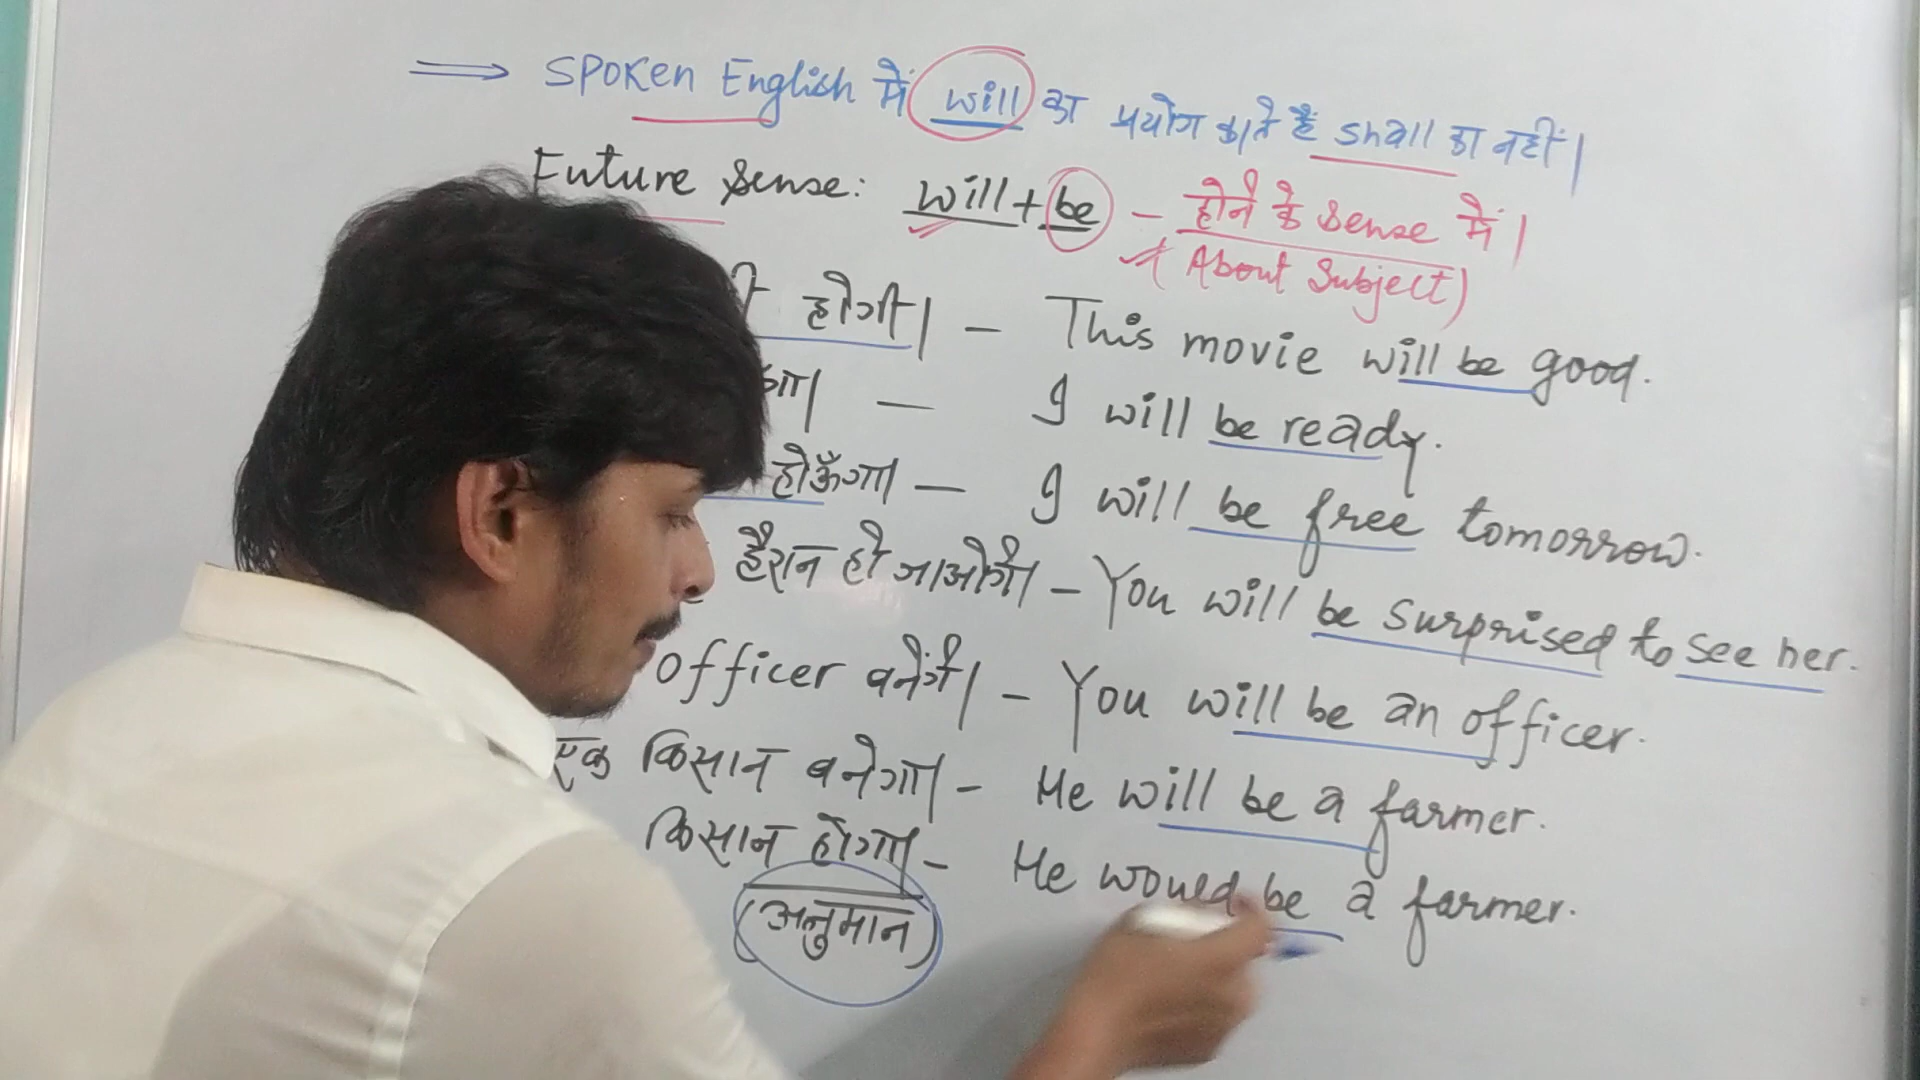 ⇒ SPOKen English में will का प्रयोग करते हैं shall का नहीं।
Future Sense: will + be – होने के Sense में।
(About Subject)
होगी। – This movie will be good.
– I will be ready.
होऊँगा। – I will be free tomorrow.
हैरान हो जाओगे। – You will be surprised to see her.
officer बनेंगे। – You will be an officer.
एक किसान बनेगा। – He will be a farmer.
किसान होगा। – He would be a farmer.
(अनुमान)